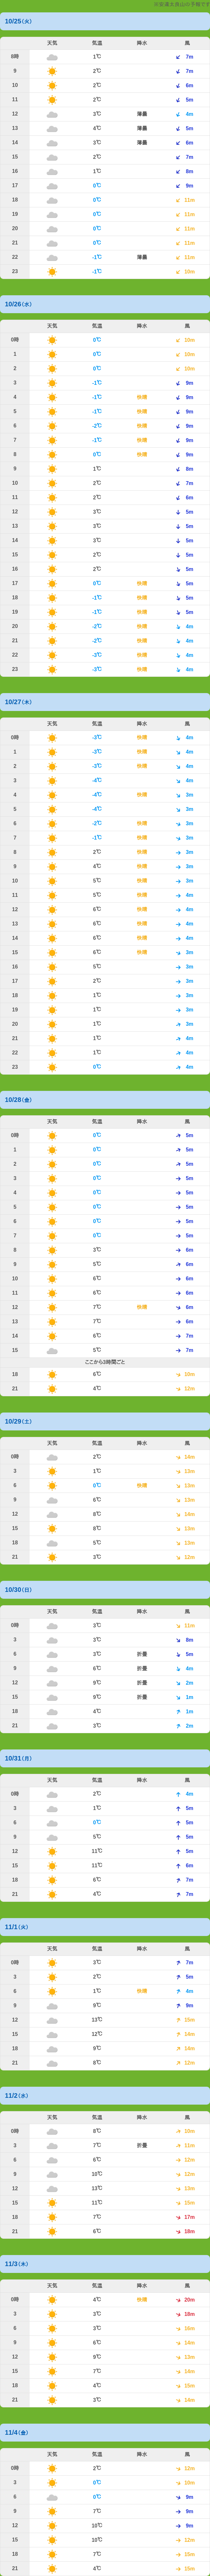 ※安達太良山の予報です
10/25(火)
天気 気温 降水 風
8時 1℃ 7m
9 2℃ 7m
10 2℃ 6m
11 2℃ 5m
12 3℃ 薄曇 4m
13 4℃ 薄曇 5m
14 3℃ 薄曇 6m
15 2℃ 7m
16 1℃ 8m
17 0℃ 9m
18 0℃ 11m
19 0℃ 11m
20 0℃ 11m
21 0℃ 11m
22 -1℃ 薄曇 11m
23 -1℃ 10m
10/26(水)
天気 気温 降水 風
0時 0℃ 10m
1 0℃ 10m
2 0℃ 10m
3 -1℃ 9m
4 -1℃ 快晴 9m
5 -1℃ 快晴 9m
6 -2℃ 快晴 9m
7 -1℃ 快晴 9m
8 0℃ 快晴 9m
9 1℃ 8m
10 2℃ 7m
11 2℃ 6m
12 3℃ 5m
13 3℃ 5m
14 3℃ 5m
15 2℃ 5m
16 2℃ 5m
17 0℃ 快晴 5m
18 -1℃ 快晴 5m
19 -1℃ 快晴 5m
20 -2℃ 快晴 4m
21 -2℃ 快晴 4m
22 -3℃ 快晴 4m
23 -3℃ 快晴 4m
10/27(木)
天気 気温 降水 風
0時 -3℃ 快晴 4m
1 -3℃ 快晴 4m
2 -3℃ 快晴 4m
3 -4℃ 4m
4 -4℃ 快晴 3m
5 -4℃ 3m
6 -2℃ 快晴 3m
7 -1℃ 快晴 3m
8 2℃ 快晴 3m
9 4℃ 快晴 3m
10 5℃ 快晴 3m
11 5℃ 快晴 4m
12 6℃ 快晴 4m
13 6℃ 快晴 4m
14 6℃ 快晴 4m
15 6℃ 快晴 3m
16 5℃ 3m
17 2℃ 3m
18 1℃ 3m
19 1℃ 3m
20 1℃ 3m
21 1℃ 4m
22 1℃ 4m
23 0℃ 4m
10/28(金)
天気 気温 降水 風
0時 0℃ 5m
1 0℃ 5m
2 0℃ 5m
3 0℃ 5m
4 0℃ 5m
5 0℃ 5m
6 0℃ 5m
7 0℃ 5m
8 3℃ 6m
9 5℃ 6m
10 6℃ 6m
11 6℃ 6m
12 7℃ 快晴 6m
13 7℃ 6m
14 6℃ 7m
15 5℃ 7m
ここから3時間ごと
18 6℃ 10m
21 4℃ 12m
10/29(土)
天気 気温 降水 風
0時 2℃ 14m
3 1℃ 13m
6 0℃ 快晴 13m
9 6℃ 13m
12 8℃ 14m
15 8℃ 13m
18 5℃ 13m
21 3℃ 12m
10/30(日)
天気 気温 降水 風
0時 3℃ 11m
3 3℃ 8m
6 3℃ 折畳 5m
9 6℃ 折畳 4m
12 9℃ 折畳 2m
15 9℃ 折畳 1m
18 4℃ 1m
21 3℃ 2m
10/31(月)
天気 気温 降水 風
0時 2℃ 4m
3 1℃ 5m
6 0℃ 5m
9 5℃ 5m
12 11℃ 5m
15 11℃ 6m
18 6℃ 7m
21 4℃ 7m
11/1(火)
天気 気温 降水 風
0時 3℃ 7m
3 2℃ 5m
6 1℃ 快晴 4m
9 9℃ 9m
12 13℃ 15m
15 12℃ 14m
18 9℃ 14m
21 8℃ 12m
11/2(水)
天気 気温 降水 風
0時 8℃ 10m
3 7℃ 折畳 11m
6 6℃ 12m
9 10℃ 12m
12 13℃ 13m
15 11℃ 15m
18 7℃ 17m
21 6℃ 18m
11/3(木)
天気 気温 降水 風
0時 4℃ 快晴 20m
3 3℃ 18m
6 3℃ 16m
9 6℃ 14m
12 9℃ 13m
15 7℃ 14m
18 4℃ 15m
21 3℃ 14m
11/4(金)
天気 気温 降水 風
0時 2℃ 12m
3 0℃ 10m
6 0℃ 9m
9 7℃ 9m
12 10℃ 9m
15 10℃ 12m
18 7℃ 15m
21 4℃ 15m